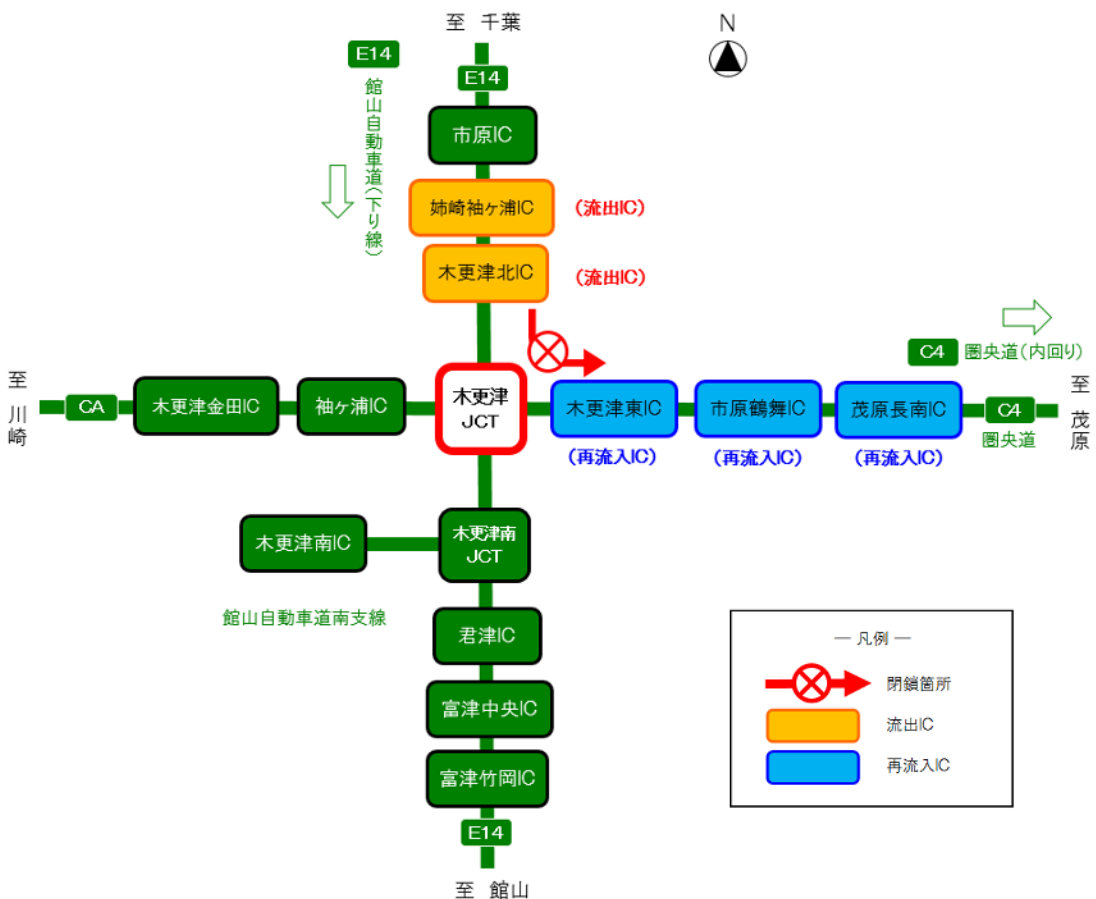 至 千葉
N
E14
E14
館山自動車道(下り線)
市原IC
姉崎袖ヶ浦IC
(流出IC)
木更津北IC
(流出IC)
C4 圏央道(内回り)
至 川崎
CA
木更津金田IC
袖ヶ浦IC
木更津
JCT
木更津東IC
市原鶴舞IC
茂原長南IC
C4
至 茂原
圏央道
(再流入IC)
(再流入IC)
(再流入IC)
木更津南IC
木更津南
JCT
館山自動車道南支線
君津IC
富津中央IC
富津竹岡IC
E14
至 館山
― 凡例 ―
閉鎖箇所
流出IC
再流入IC